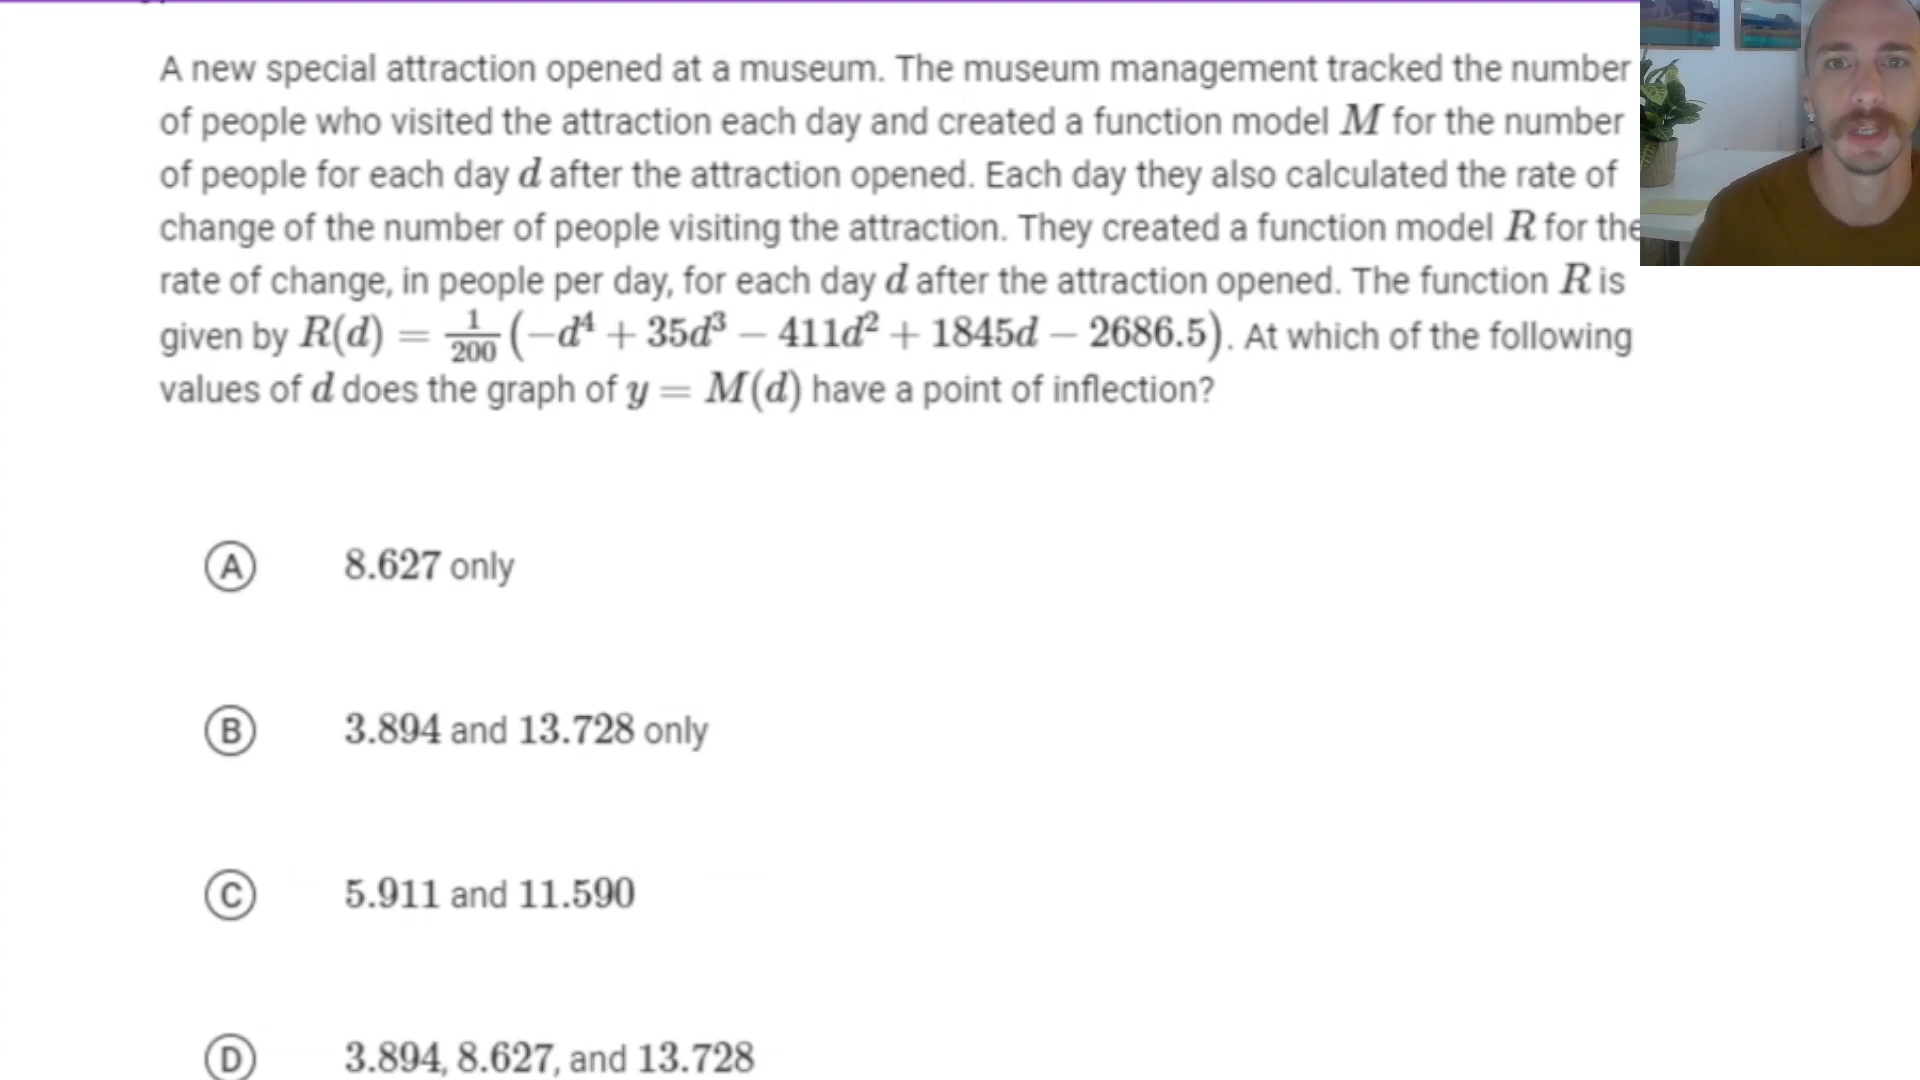 A new special attraction opened at a museum. The museum management tracked the number
of people who visited the attraction each day and created a function model M for the number
of people for each day d after the attraction opened. Each day they also calculated the rate of
change of the number of people visiting the attraction. They created a function model R for the
rate of change, in people per day, for each day d after the attraction opened. The function R is
given by R(d) = 1/200 (−d⁴ + 35d³ − 411d² + 1845d − 2686.5). At which of the following
values of d does the graph of y = M(d) have a point of inflection?
A 8.627 only
B 3.894 and 13.728 only
C 5.911 and 11.590
D 3.894, 8.627, and 13.728